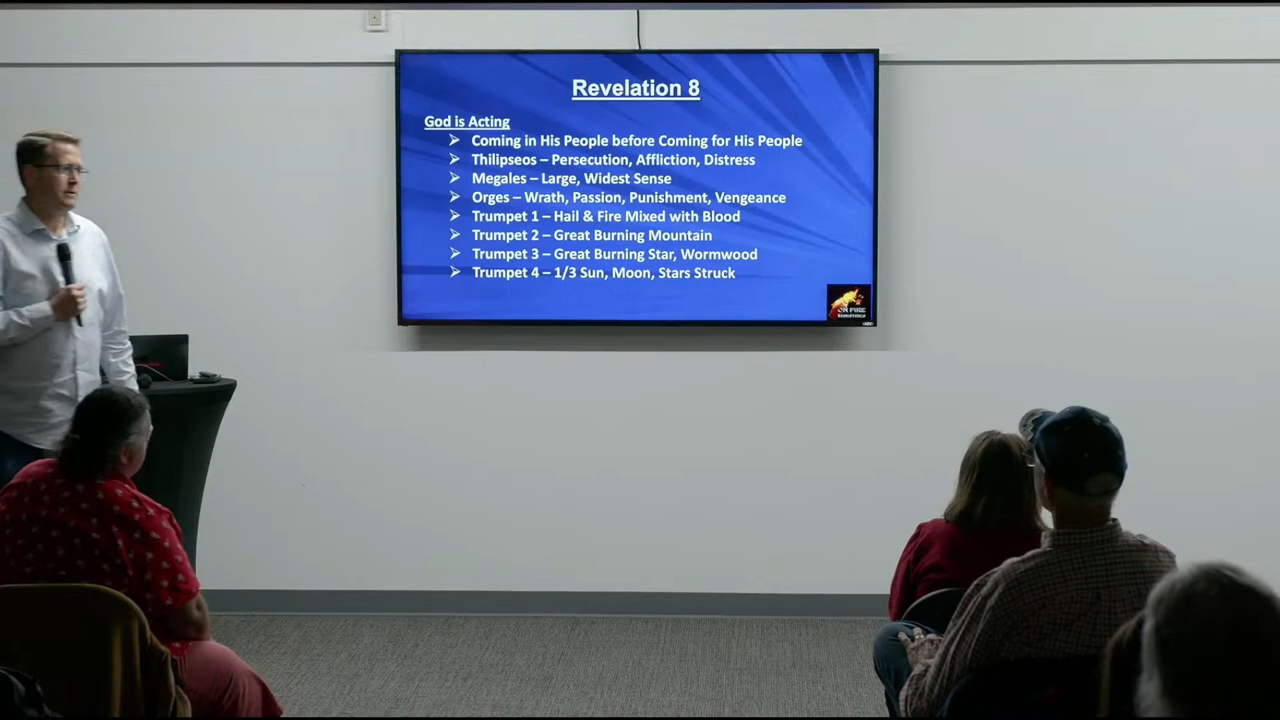 Revelation 8
God is Acting
Coming in His People before Coming for His People
Thilipseos – Persecution, Affliction, Distress
Megales – Large, Widest Sense
Orges – Wrath, Passion, Punishment, Vengeance
Trumpet 1 – Hail & Fire Mixed with Blood
Trumpet 2 – Great Burning Mountain
Trumpet 3 – Great Burning Star, Wormwood
Trumpet 4 – 1/3 Sun, Moon, Stars Struck
ON FIRE